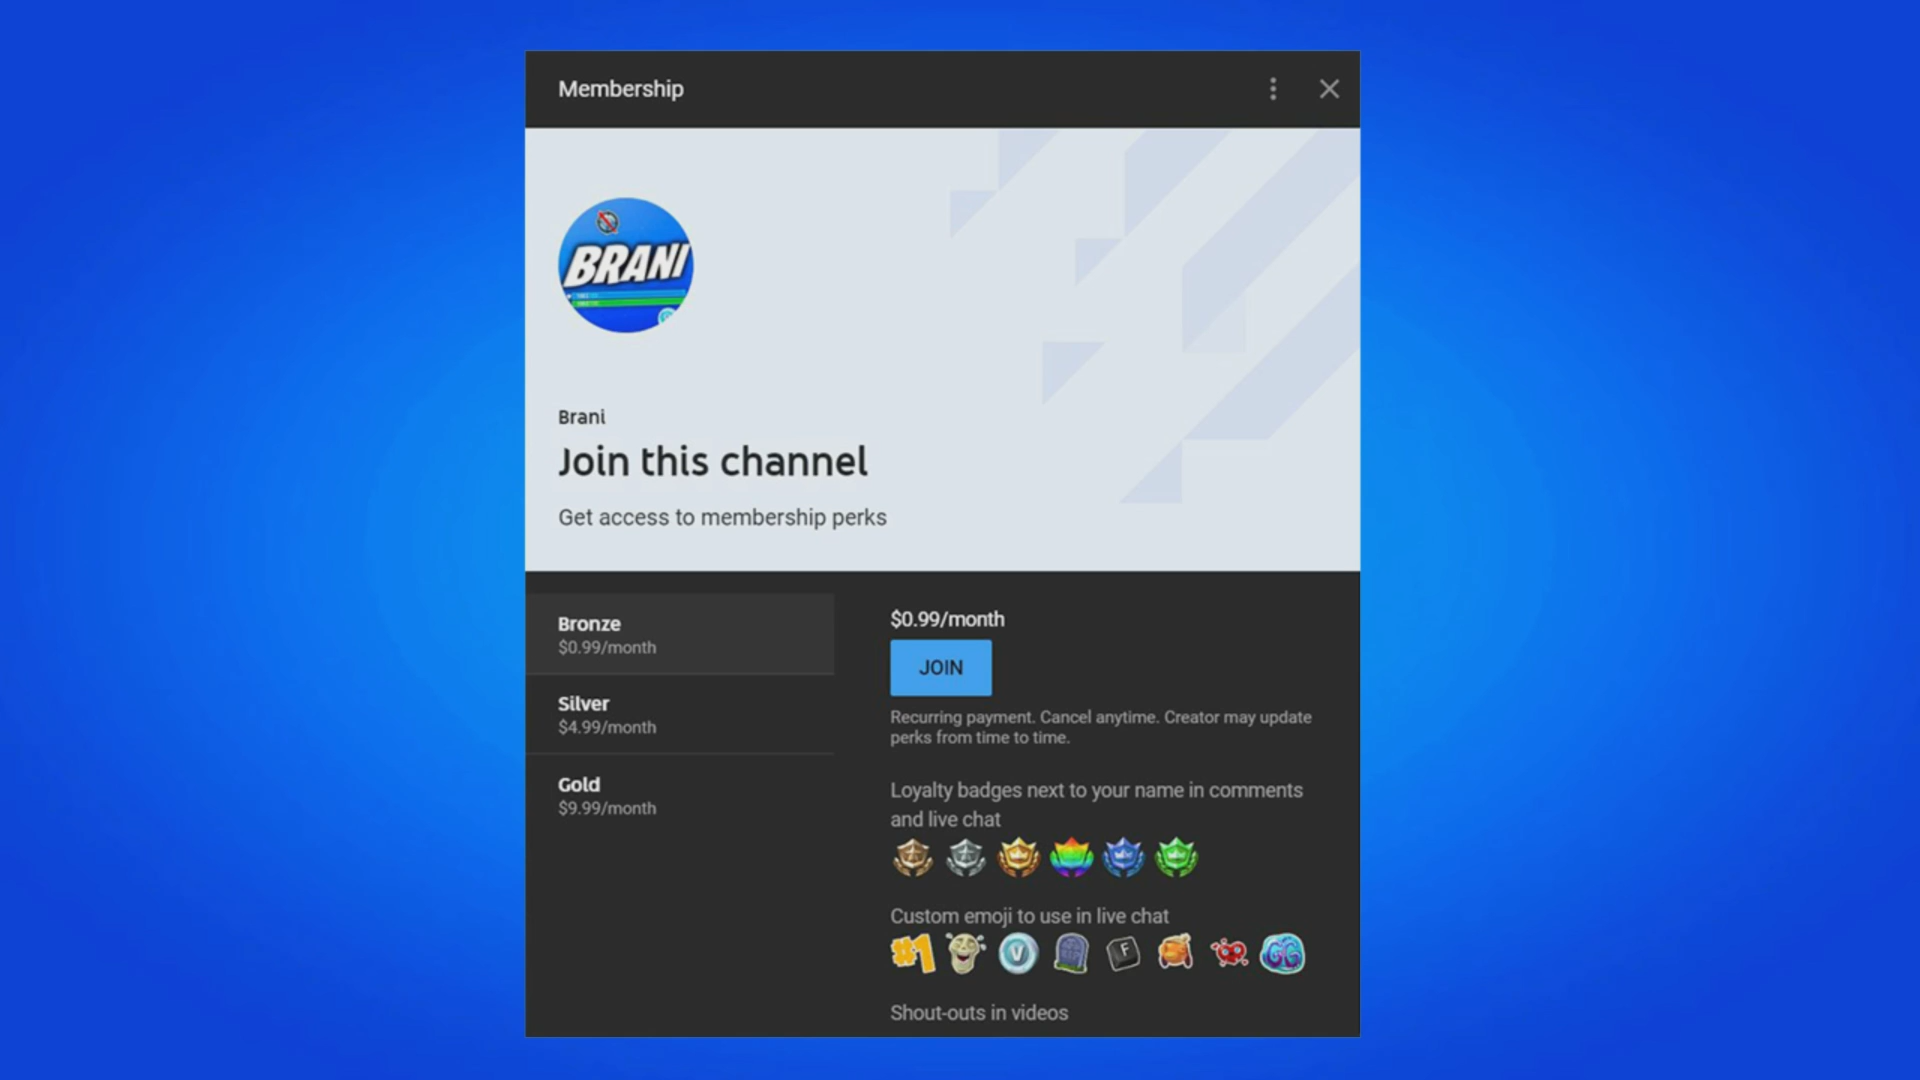 Membership
BRANI
Brani
Join this channel
Get access to membership perks
Bronze
$0.99/month
Silver
$4.99/month
Gold
$9.99/month
$0.99/month
JOIN
Recurring payment. Cancel anytime. Creator may update
perks from time to time.
Loyalty badges next to your name in comments
and live chat
Custom emoji to use in live chat
#1
V
F
GG
Shout-outs in videos